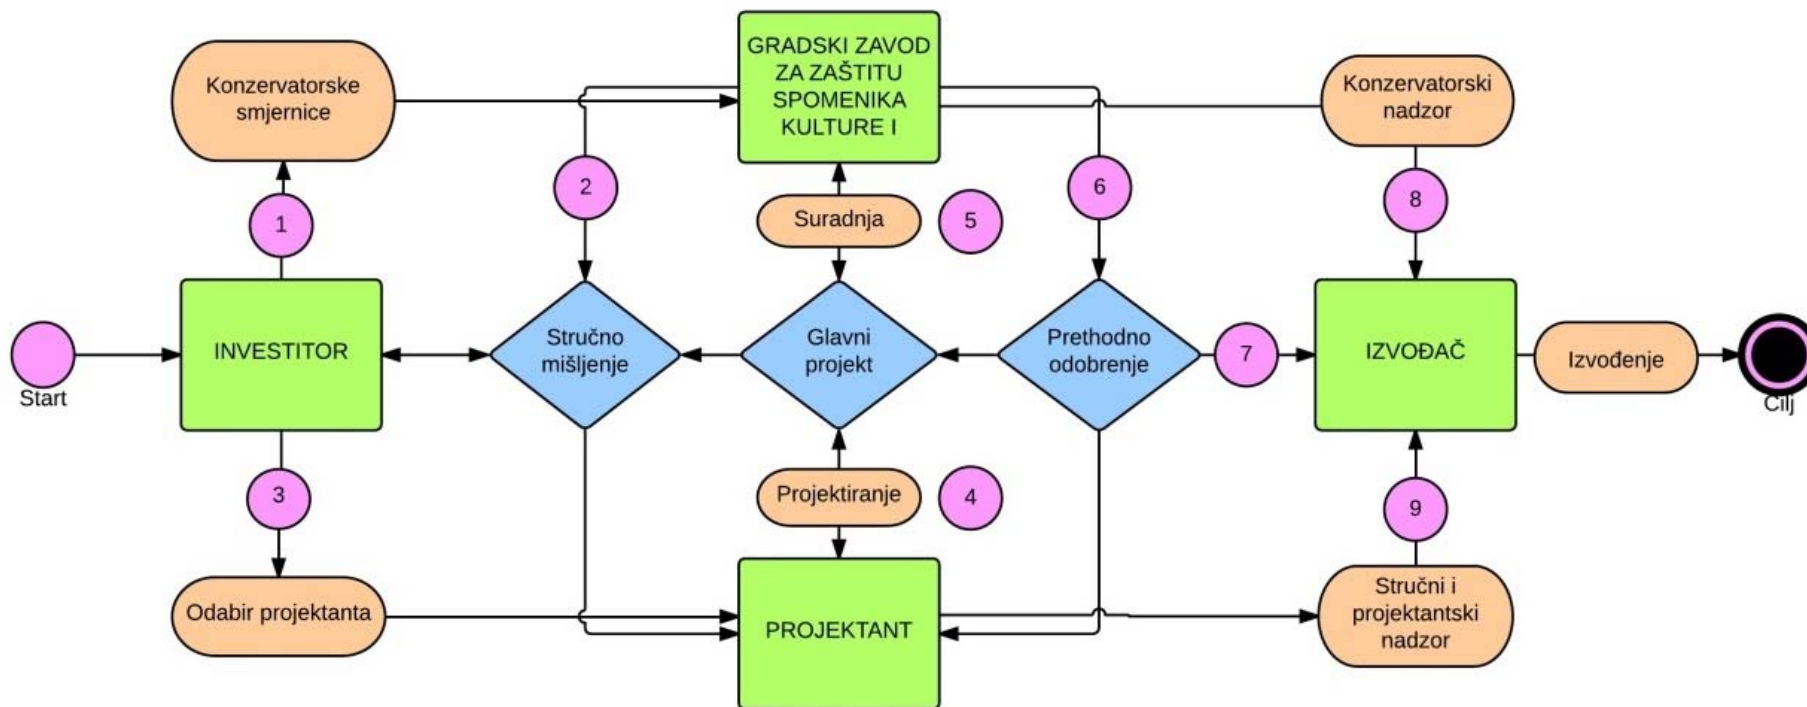 Konzervatorske
smjernice
GRADSKI ZAVOD
ZA ZAŠTITU
SPOMENIKA
KULTURE I
Konzervatorski
nadzor
1
2
Suradnja
5
6
8
Start
INVESTITOR
Stručno
mišljenje
Glavni
projekt
Prethodno
odobrenje
7
IZVOĐAČ
Izvođenje
Cilj
3
Projektiranje
4
9
Odabir projektanta
PROJEKTANT
Stručni i
projektantski
nadzor